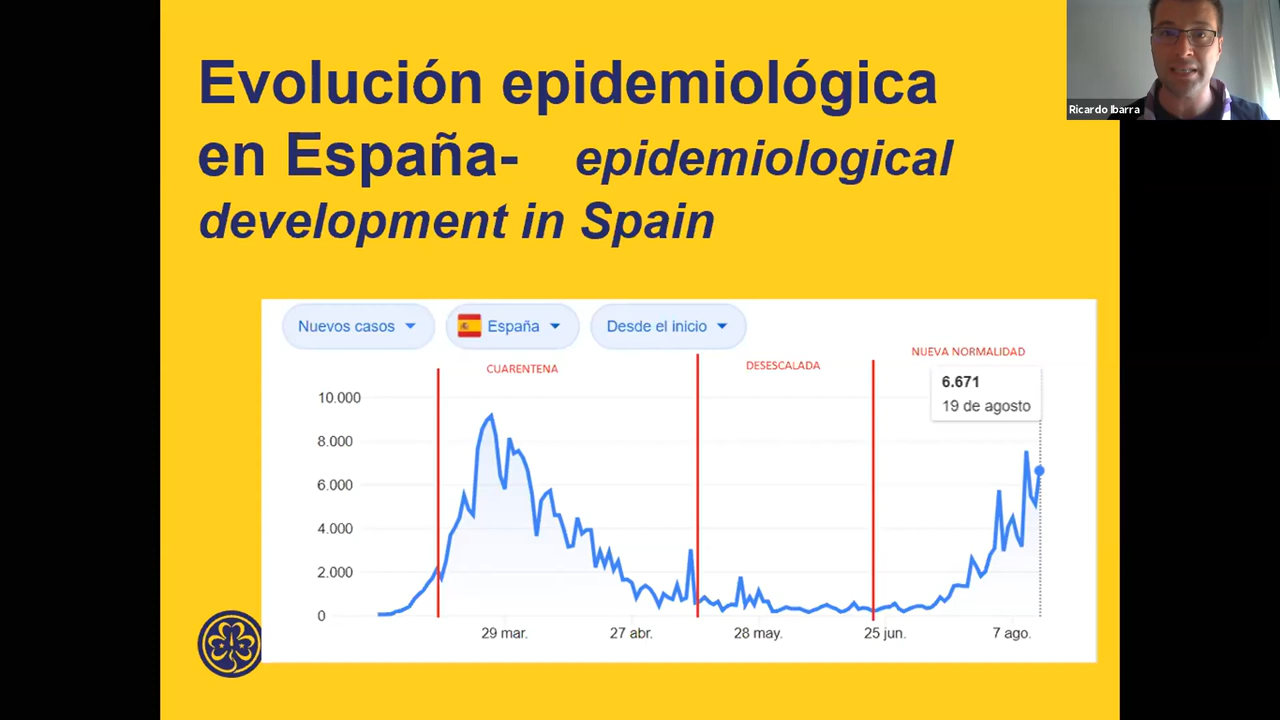 Evolución epidemiológica
en España- epidemiological
development in Spain
Ricardo Ibarra
Nuevos casos
España
Desde el inicio
CUARENTENA
DESESCALADA
NUEVA NORMALIDAD
6.671
19 de agosto
10.000
8.000
6.000
4.000
2.000
0
29 mar.
27 abr.
28 may.
25 jun.
7 ago.